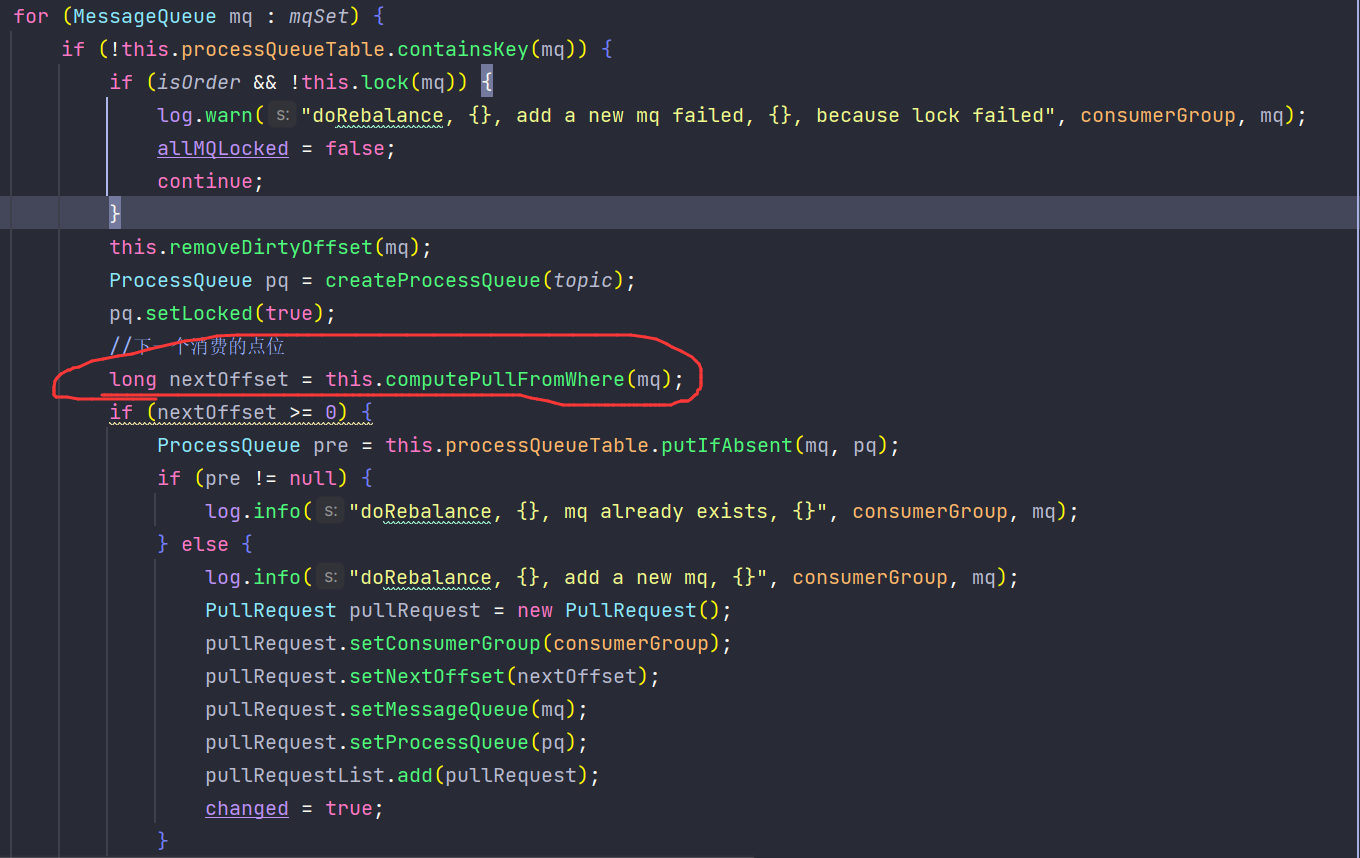 for (MessageQueue mq : mqSet) {
if (!this.processQueueTable.containsKey(mq)) {
if (isOrder && !this.lock(mq)) {
log.warn( s: "doRebalance, {}, add a new mq failed, {}, because lock failed", consumerGroup, mq);
allMQLocked = false;
continue;
}
this.removeDirtyOffset(mq);
ProcessQueue pq = createProcessQueue(topic);
pq.setLocked(true);
//下一个消费的点位
long nextOffset = this.computePullFromWhere(mq);
if (nextOffset >= 0) {
ProcessQueue pre = this.processQueueTable.putIfAbsent(mq, pq);
if (pre != null) {
log.info( s: "doRebalance, {}, mq already exists, {}", consumerGroup, mq);
} else {
log.info( s: "doRebalance, {}, add a new mq, {}", consumerGroup, mq);
PullRequest pullRequest = new PullRequest();
pullRequest.setConsumerGroup(consumerGroup);
pullRequest.setNextOffset(nextOffset);
pullRequest.setMessageQueue(mq);
pullRequest.setProcessQueue(pq);
pullRequestList.add(pullRequest);
changed = true;
}